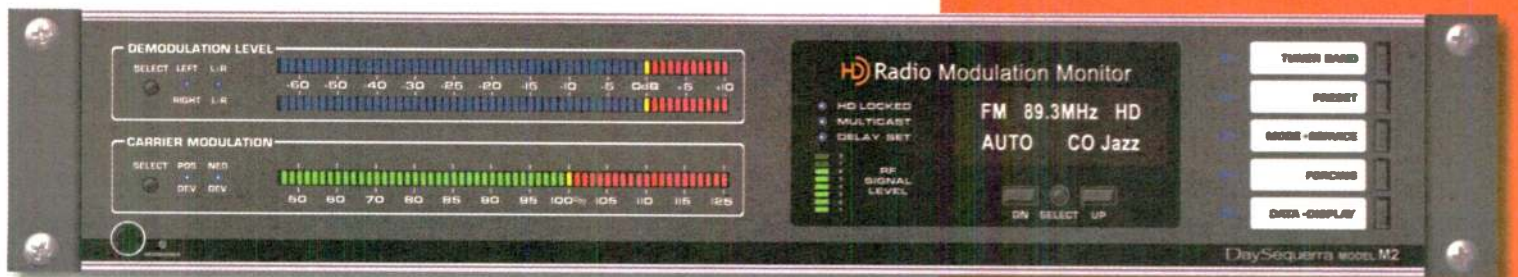 DEMODULATION LEVEL
SELECT LEFT L+R
RIGHT L-R
-60 -50 -40 -30 -25 -20 -15 -10 -5 0dB +5 +10
CARRIER MODULATION
SELECT POS NEG
DEV DEV
50 60 70 80 85 90 95 100% 105 110 115 125
HD Radio Modulation Monitor
HD LOCKED
MULTICAST
DELAY SET
FM 89.3MHz HD
AUTO CO Jazz
RF
SIGNAL
LEVEL
DN SELECT UP
TUNER BAND
PRESET
MODE-SERVICE
FORCING
DATA-DISPLAY
DaySequerra MODEL M2